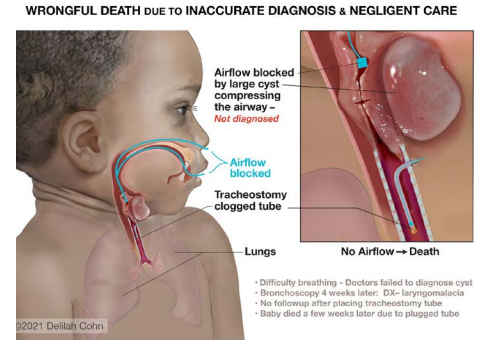 WRONGFUL DEATH DUE TO INACCURATE DIAGNOSIS & NEGLIGENT CARE
Airflow blocked
by large cyst
compressing
the airway –
Not diagnosed
Airflow
blocked
Tracheostomy
clogged tube
Lungs
No Airflow → Death
• Difficulty breathing - Doctors failed to diagnose cyst
• Bronchoscopy 4 weeks later: DX– laryngomalacia
• No followup after placing tracheostomy tube
• Baby died a few weeks later due to plugged tube
©2021 Delilah Cohn